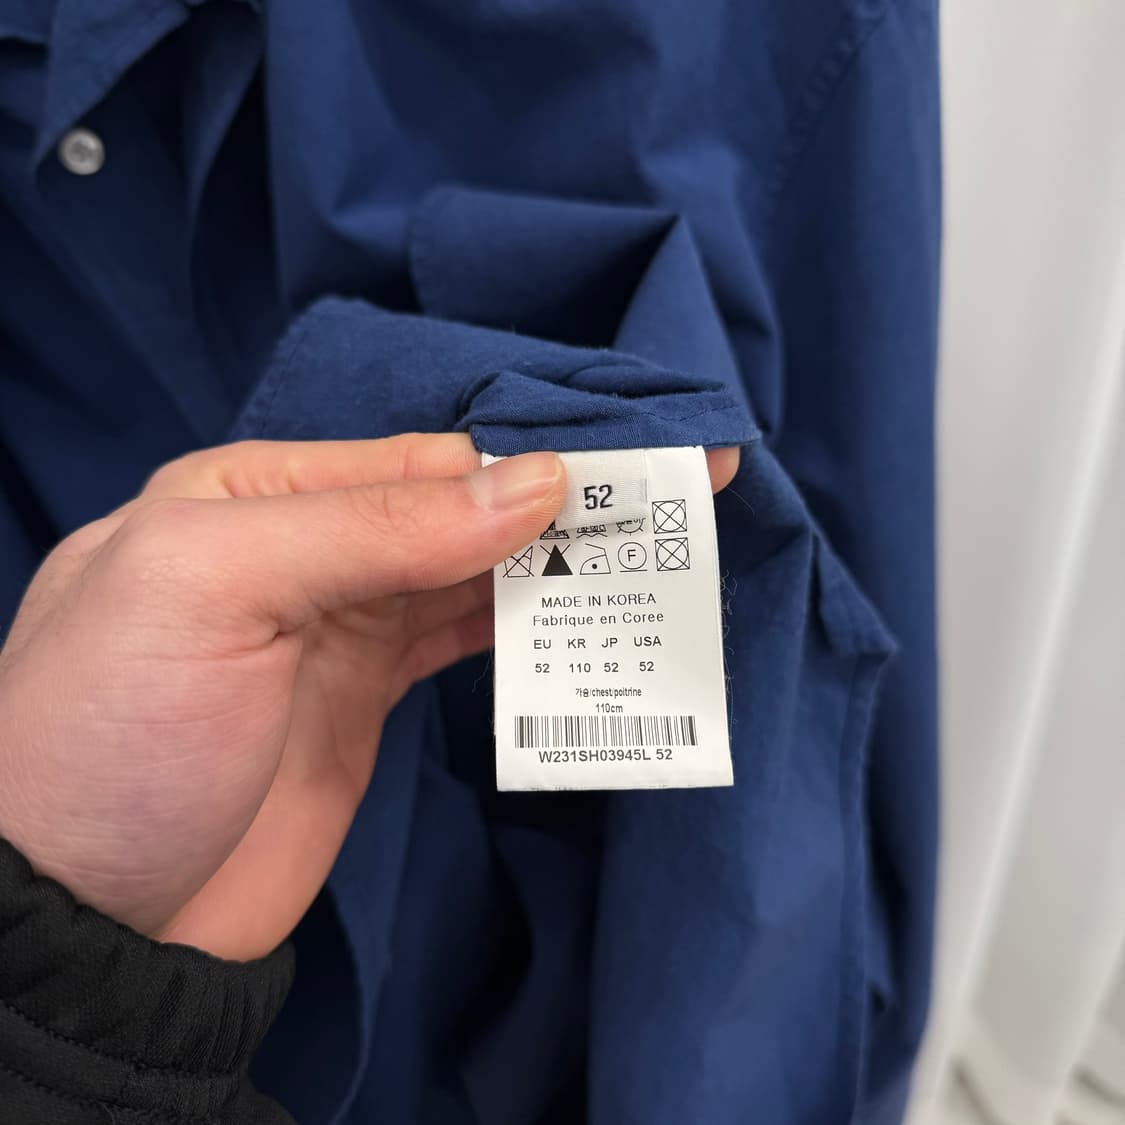 52
F
MADE IN KOREA
Fabrique en Coree
EU KR JP USA
52 110 52 52
가슴/chest/poitrine
110cm
W231SH03945L 52